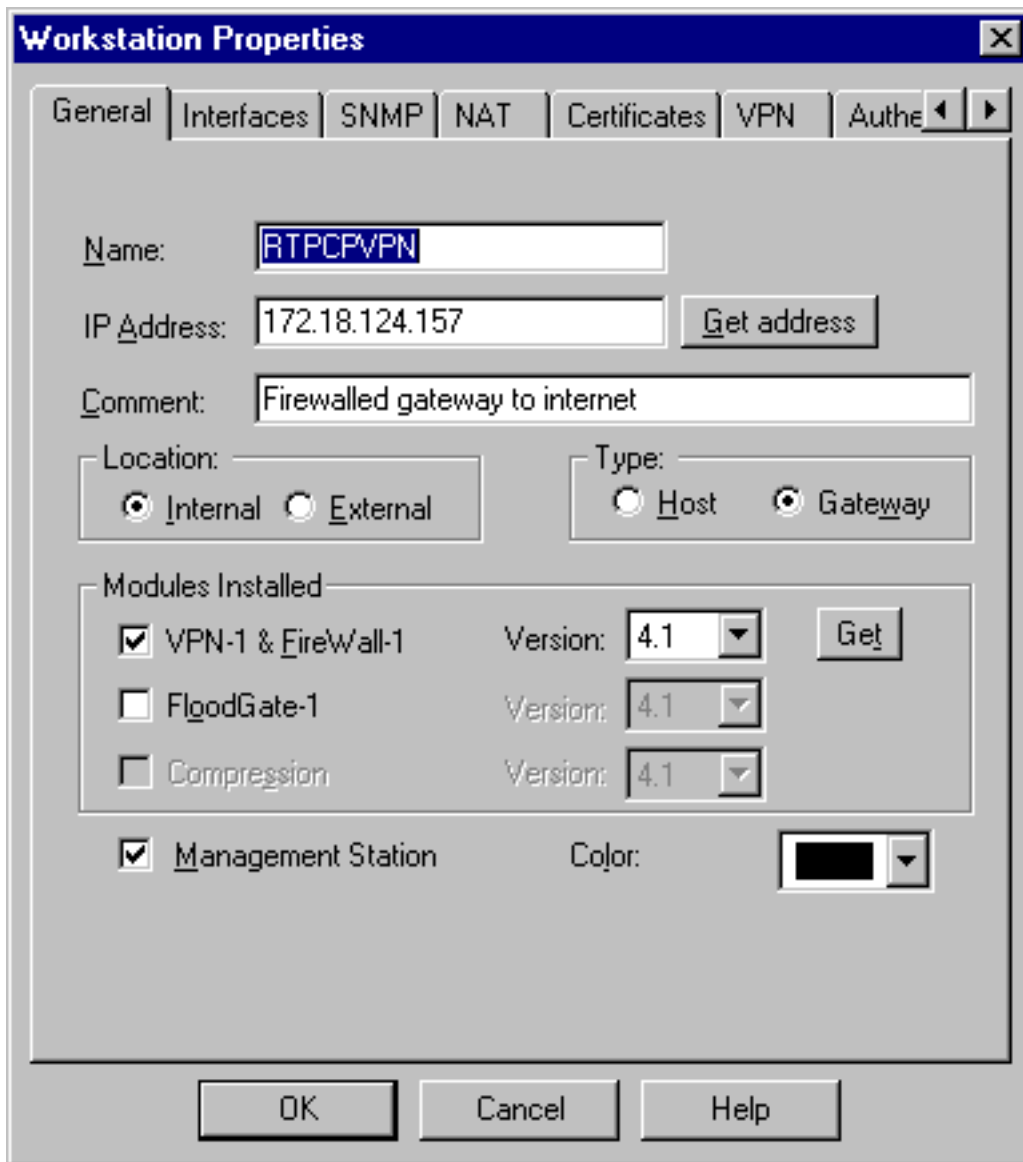 Workstation Properties
General Interfaces SNMP NAT Certificates VPN Authe
Name: RTPCPVPN
IP Address: 172.18.124.157 Get address
Comment: Firewalled gateway to internet
Location: Type:
Internal External Host Gateway
Modules Installed
VPN-1 & FireWall-1 Version: 4.1 Get
FloodGate-1 Version: 4.1
Compression Version: 4.1
Management Station Color:
OK Cancel Help